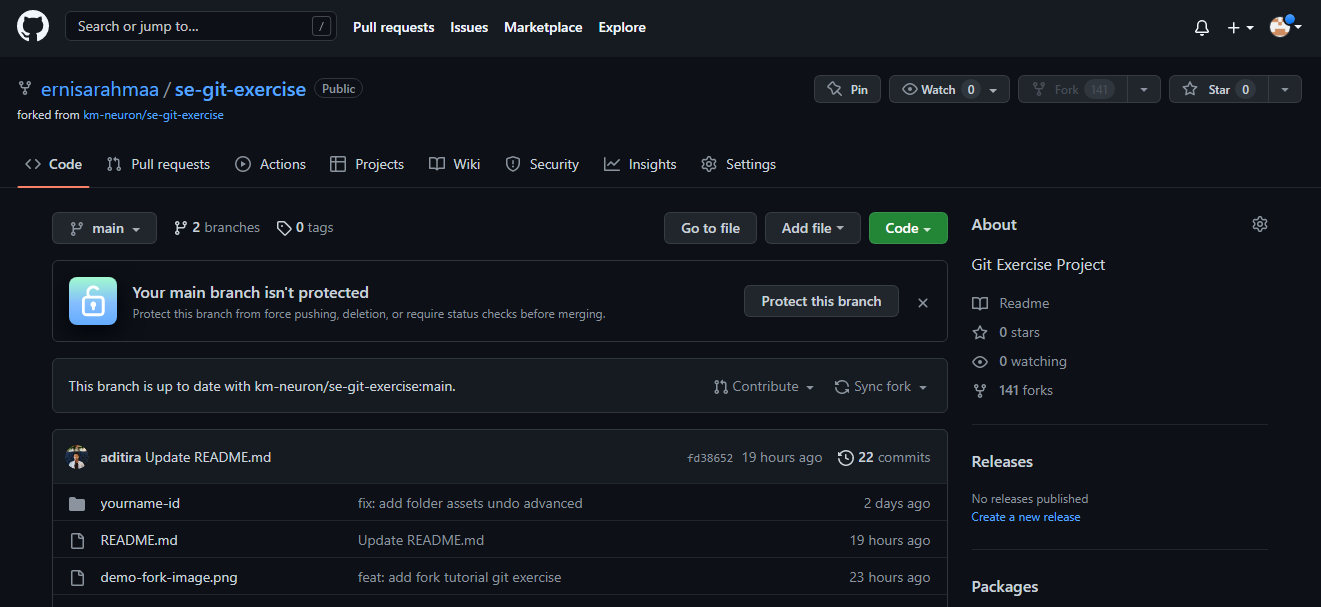 Search or jump to... /
Pull requests Issues Marketplace Explore
ernisarahmaa / se-git-exercise Public
Pin Watch 0 Fork 141 Star 0
forked from km-neuron/se-git-exercise
Code Pull requests Actions Projects Wiki Security Insights Settings
main 2 branches 0 tags Go to file Add file Code
Your main branch isn't protected
Protect this branch from force pushing, deletion, or require status checks before merging.
Protect this branch
This branch is up to date with km-neuron/se-git-exercise:main. Contribute Sync fork
aditira Update README.md fd38652 19 hours ago 22 commits
yourname-id fix: add folder assets undo advanced 2 days ago
README.md Update README.md 19 hours ago
demo-fork-image.png feat: add fork tutorial git exercise 23 hours ago
About
Git Exercise Project
Readme
0 stars
0 watching
141 forks
Releases
No releases published
Create a new release
Packages